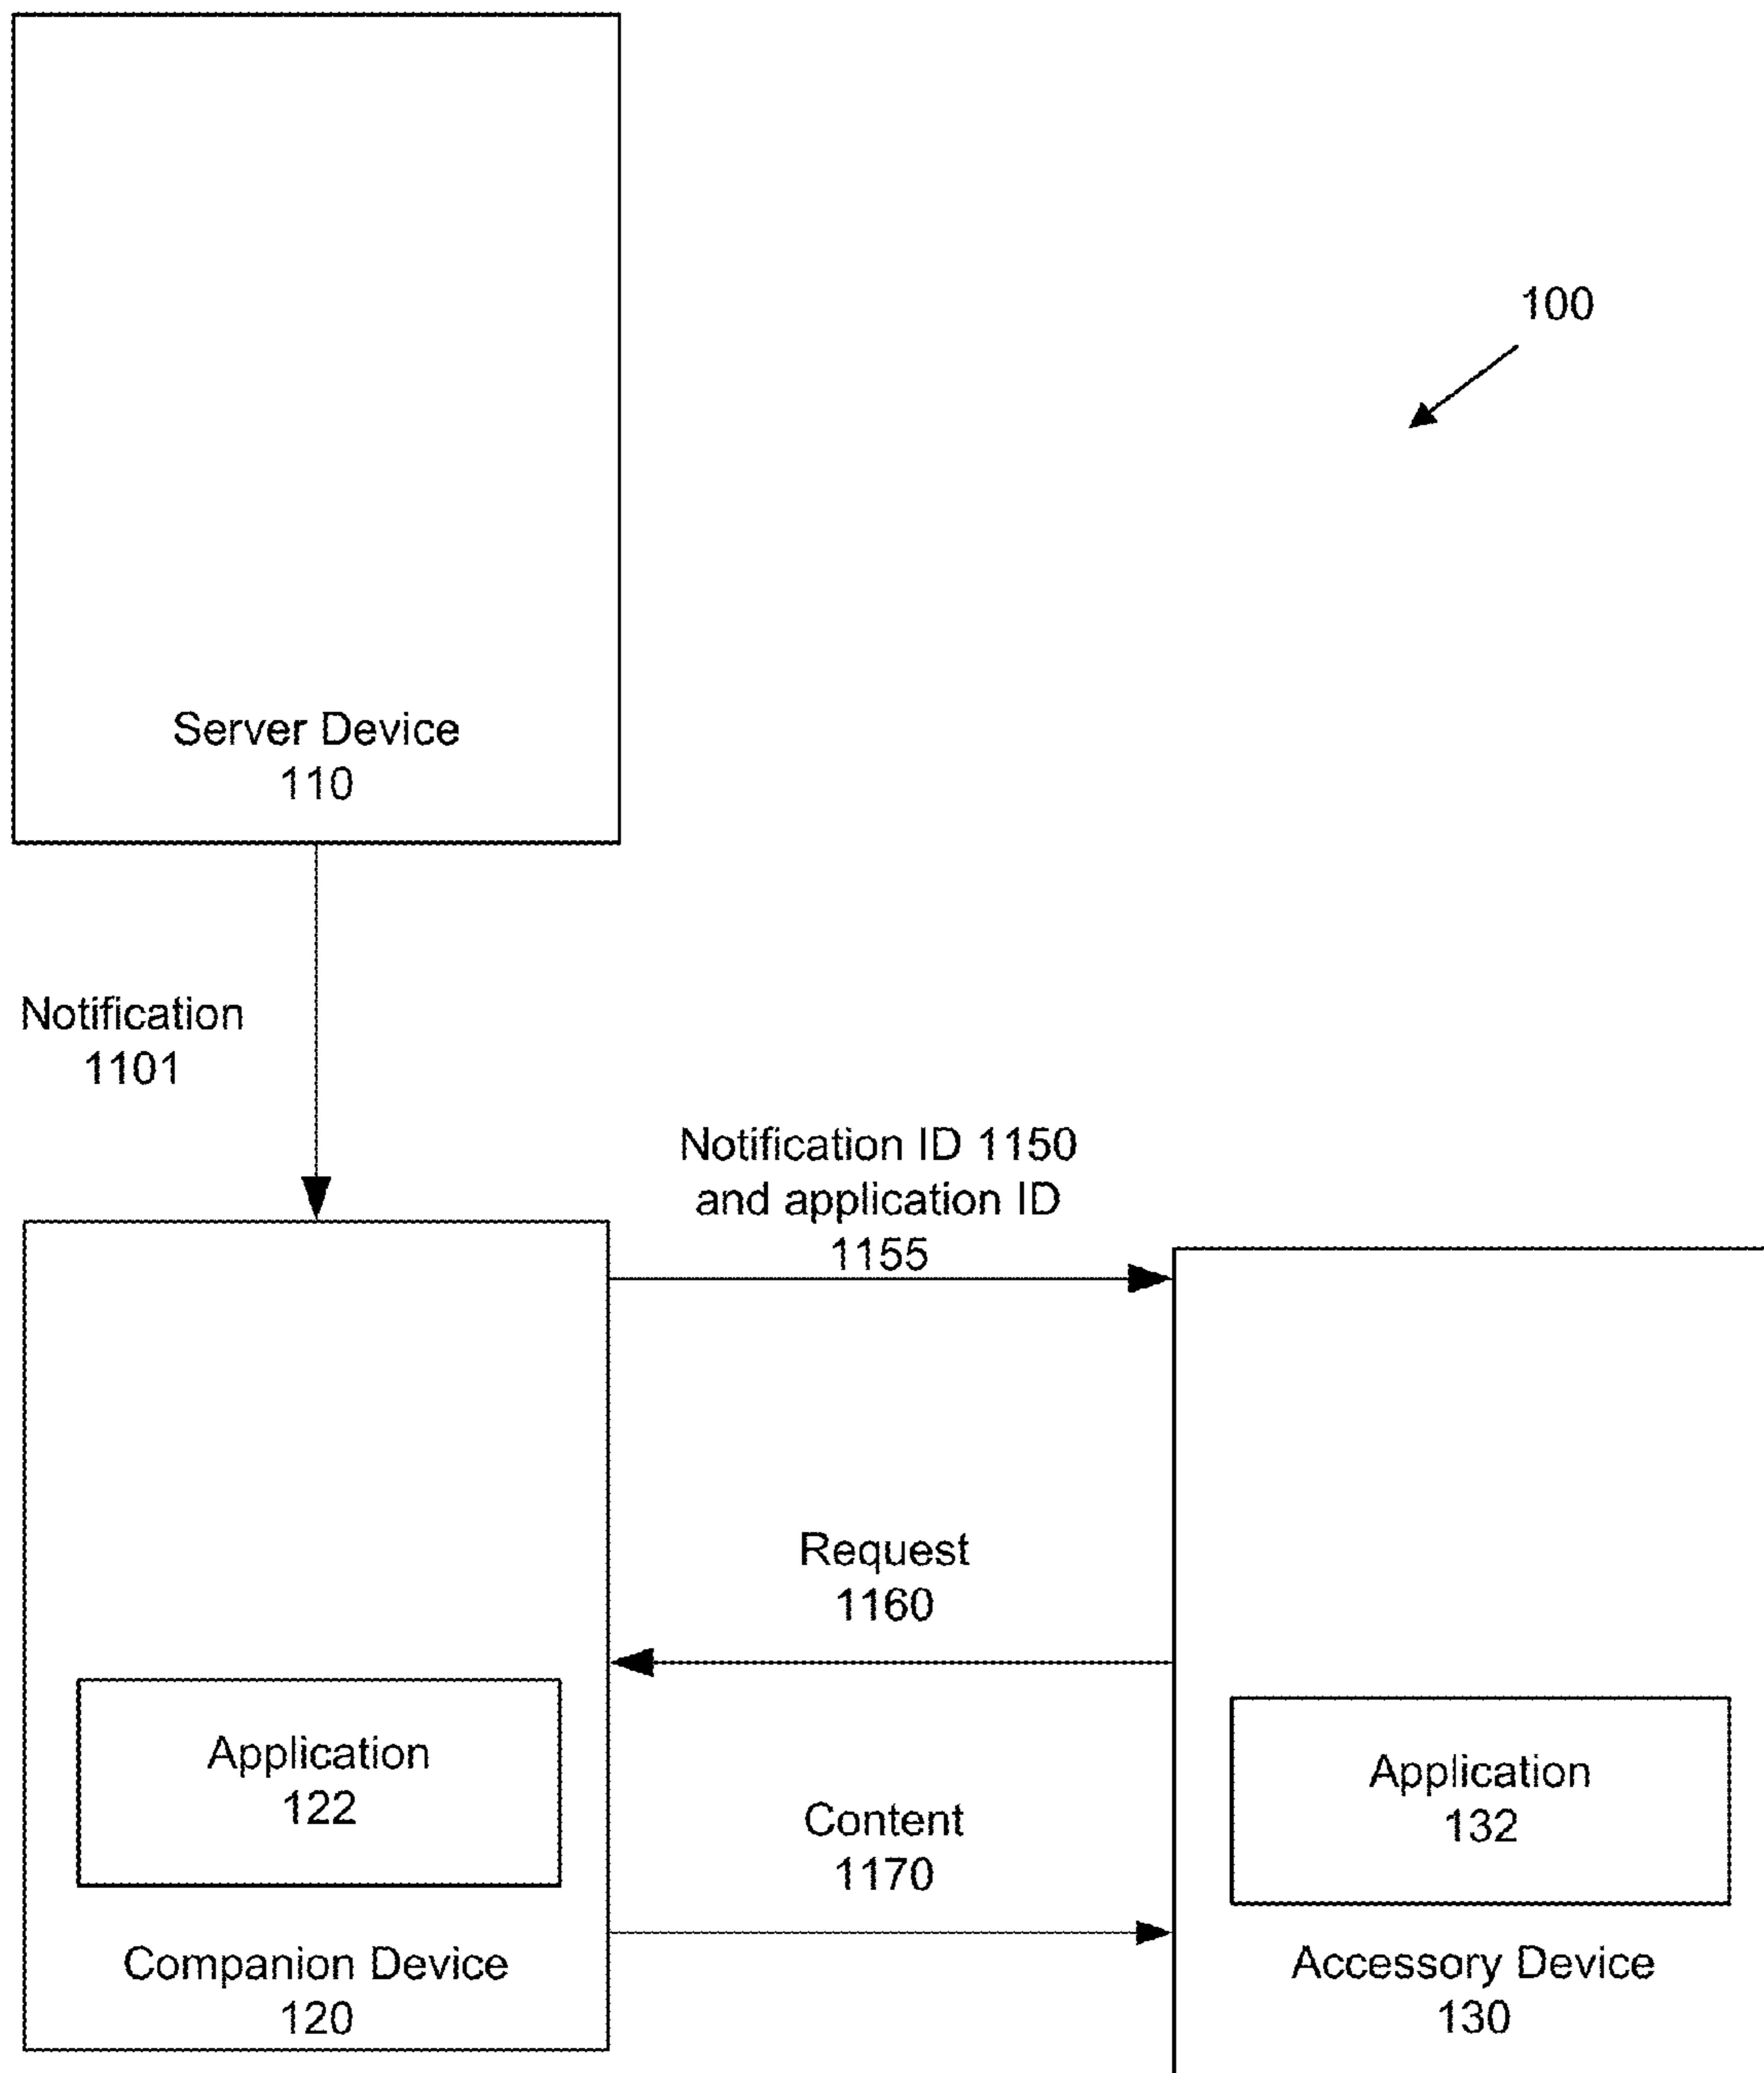 100
Server Device
110
Notification
1101
Notification ID 1150
and application ID
1155
Request
1160
Application
122
Content
1170
Application
132
Companion Device
120
Accessory Device
130